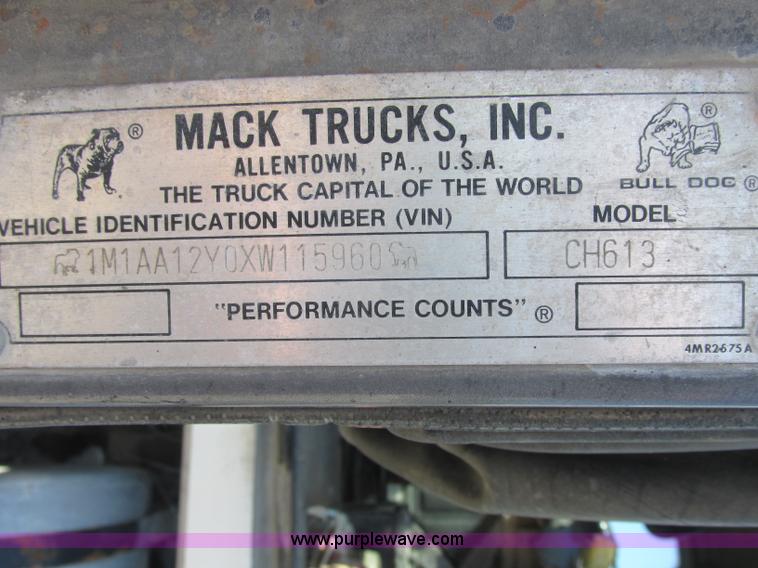 MACK TRUCKS, INC.
ALLENTOWN, PA., U.S.A.
THE TRUCK CAPITAL OF THE WORLD
BULL DOG ®
®
®
VEHICLE IDENTIFICATION NUMBER (VIN)
MODEL
1M1AA12Y0XW115960
CH613
"PERFORMANCE COUNTS" ®
4MR2675A
www.purplewave.com